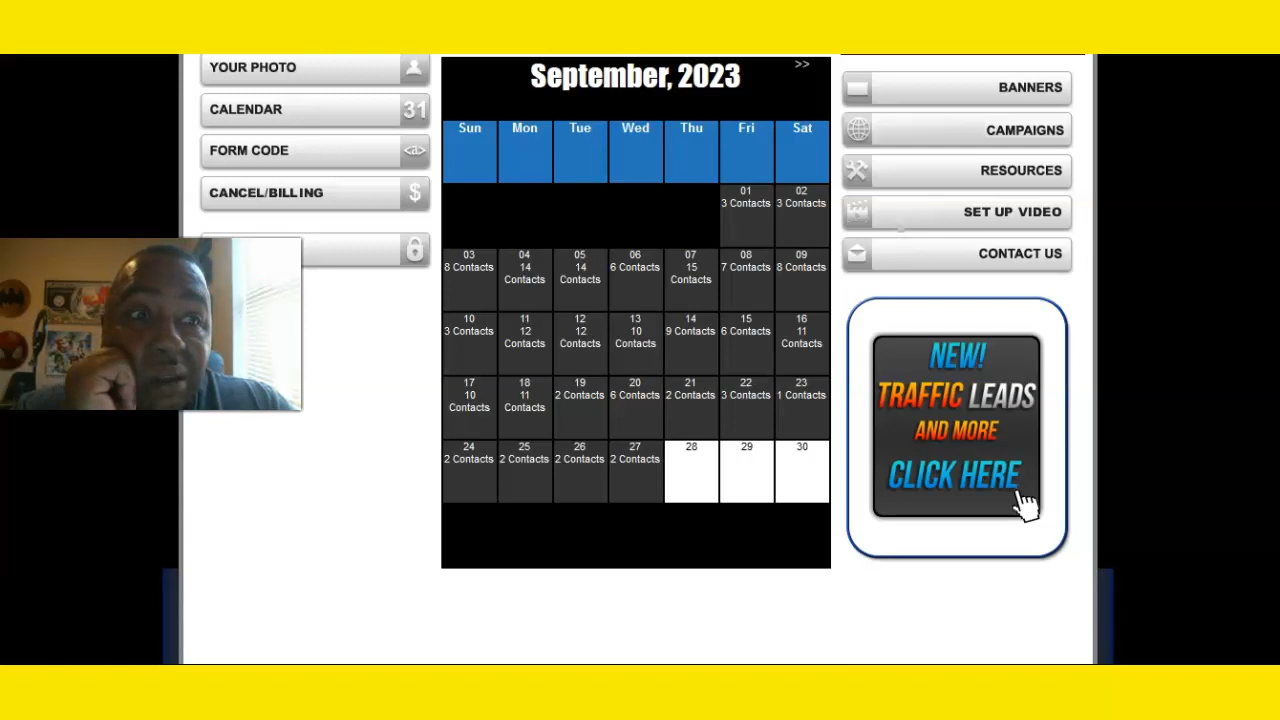 YOUR PHOTO
CALENDAR 31
FORM CODE <a>
CANCEL/BILLING $
September, 2023 >>
Sun Mon Tue Wed Thu Fri Sat
01 02
3 Contacts 3 Contacts
03 04 05 06 07 08 09
8 Contacts 14 Contacts 14 Contacts 6 Contacts 15 Contacts 7 Contacts 8 Contacts
10 11 12 13 14 15 16
3 Contacts 12 Contacts 12 Contacts 10 Contacts 9 Contacts 6 Contacts 11 Contacts
17 18 19 20 21 22 23
10 Contacts 11 Contacts 2 Contacts 6 Contacts 2 Contacts 3 Contacts 1 Contacts
24 25 26 27 28 29 30
2 Contacts 2 Contacts 2 Contacts 2 Contacts
BANNERS
CAMPAIGNS
RESOURCES
SET UP VIDEO
CONTACT US
NEW!
TRAFFIC LEADS
AND MORE
CLICK HERE